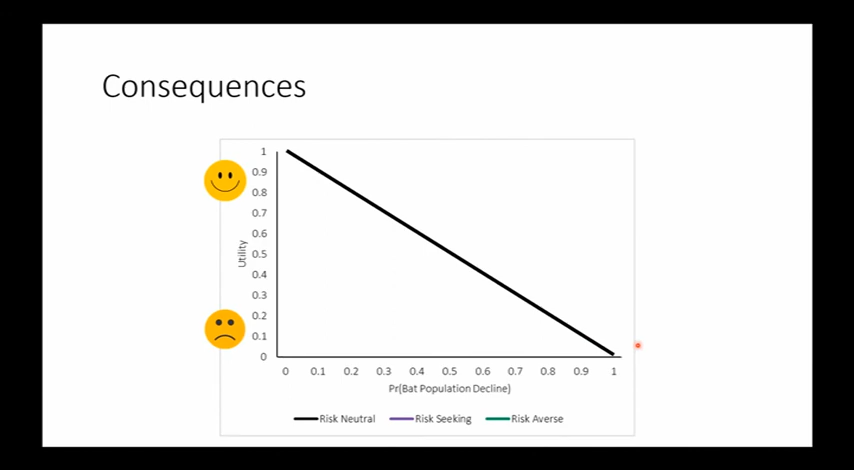 Consequences
1
0.9
0.8
0.7
0.6
0.5
0.4
0.3
0.2
0.1
0
Utility
0 0.1 0.2 0.3 0.4 0.5 0.6 0.7 0.8 0.9 1
Pr(Bat Population Decline)
Risk Neutral Risk Seeking Risk Averse